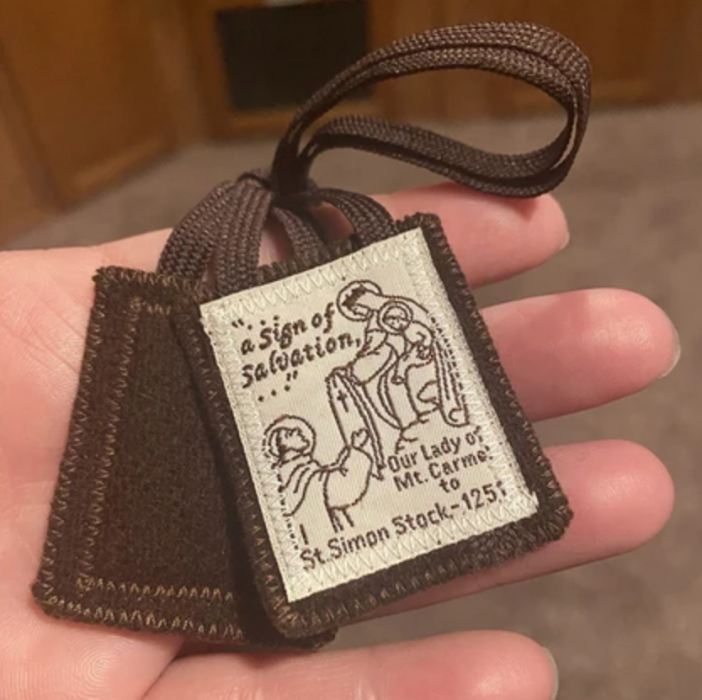 ". . .
a Sign of
Salvation,
. . ."
Our Lady of
Mt. Carmel
to
St. Simon Stock-1251